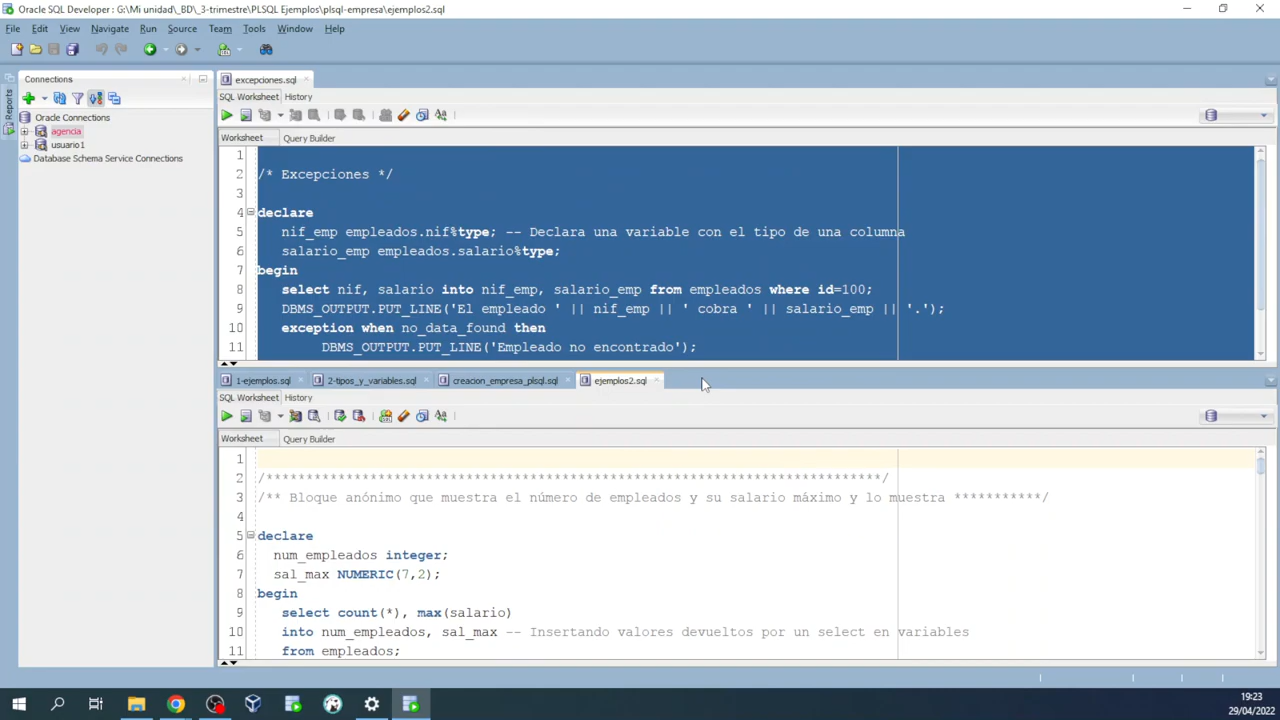 Oracle SQL Developer : G:\Mi unidad\_BD\_3-trimestre\PLSQL Ejemplos\plsql-empresa\ejemplos2.sql
File Edit View Navigate Run Source Team Tools Window Help
Reports
Connections
Oracle Connections
agencia
usuario1
Database Schema Service Connections
excepciones.sql
SQL Worksheet History
Worksheet Query Builder
1
2 /* Excepciones */
3
4 declare
5 nif_emp empleados.nif%type; -- Declara una variable con el tipo de una columna
6 salario_emp empleados.salario%type;
7 begin
8 select nif, salario into nif_emp, salario_emp from empleados where id=100;
9 DBMS_OUTPUT.PUT_LINE('El empleado ' || nif_emp || ' cobra ' || salario_emp || '.');
10 exception when no_data_found then
11 DBMS_OUTPUT.PUT_LINE('Empleado no encontrado');
1-ejemplos.sql 2-tipos_y_variables.sql creacion_empresa_plsql.sql ejemplos2.sql
SQL Worksheet History
Worksheet Query Builder
1
2 /******************************************************************************/
3 /** Bloque anónimo que muestra el número de empleados y su salario máximo y lo muestra ***********/
4
5 declare
6 num_empleados integer;
7 sal_max NUMERIC(7,2);
8 begin
9 select count(*), max(salario)
10 into num_empleados, sal_max -- Insertando valores devueltos por un select en variables
11 from empleados;
19:23
29/04/2022